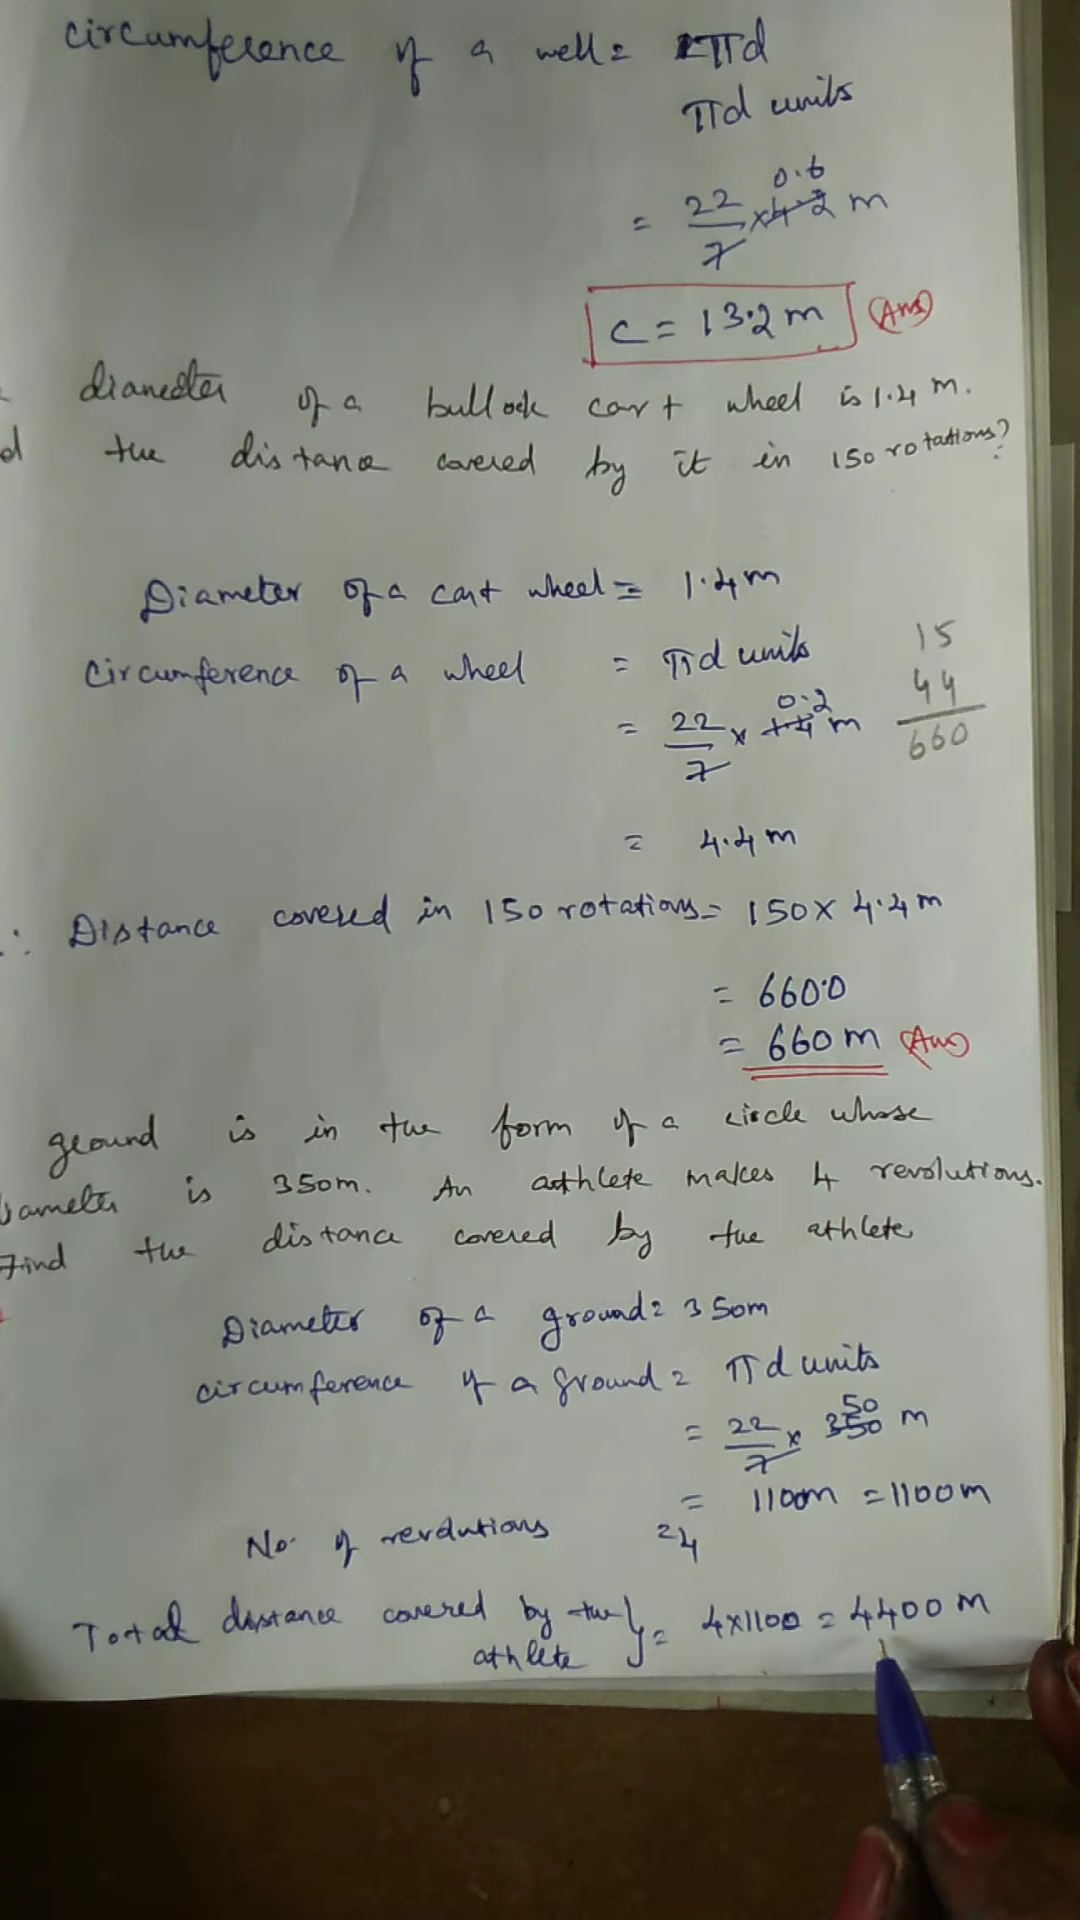 circumference of a well = πd
πd units
0.6
= 22/7 × 4.2 m
C = 13.2 m Ans
diameter of a bullock cart wheel is 1.4 m.
d the distance covered by it in 150 rotations?
Diameter of a cart wheel = 1.4 m
Circumference of a wheel = πd units
15
44
660
0.2
= 22/7 × 1.4 m
= 4.4 m
∴ Distance covered in 150 rotations = 150 × 4.4 m
= 660.0
= 660 m Ans
ground is in the form of a circle whose
iameter is 350m. An athlete makes 4 revolutions.
Find the distance covered by the athlete.
Diameter of a ground = 350m
circumference of a ground = πd units
50
= 22/7 × 350 m
= 1100m = 1100m
No. of revolutions = 4
Total distance covered by the athlete } = 4×1100 = 4400 m